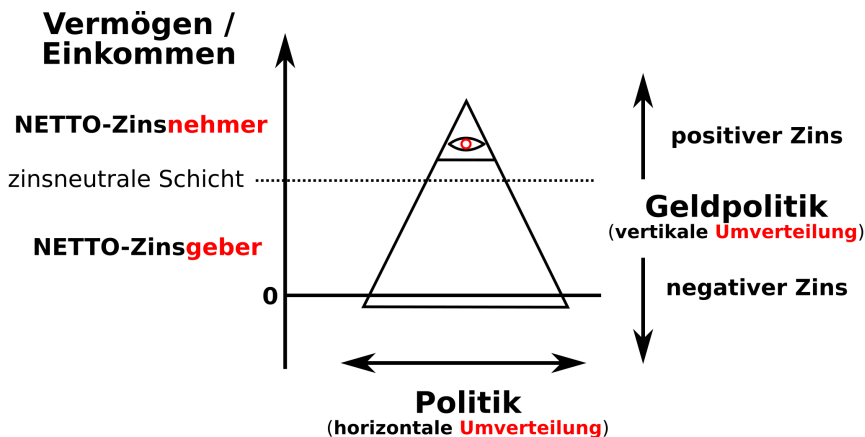 Vermögen /
Einkommen
NETTO-Zinsnehmer
zinsneutrale Schicht
NETTO-Zinsgeber
0
positiver Zins
Geldpolitik
(vertikale Umverteilung)
negativer Zins
Politik
(horizontale Umverteilung)